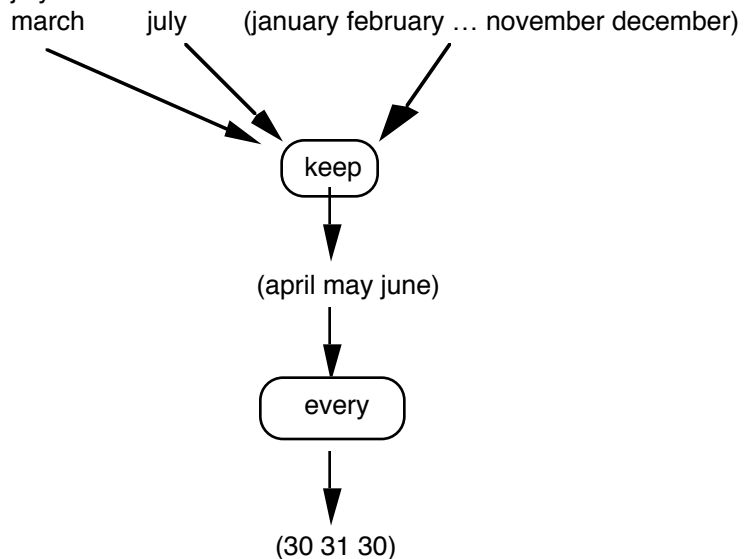 march july (january february … november december)
keep
(april may june)
every
(30 31 30)